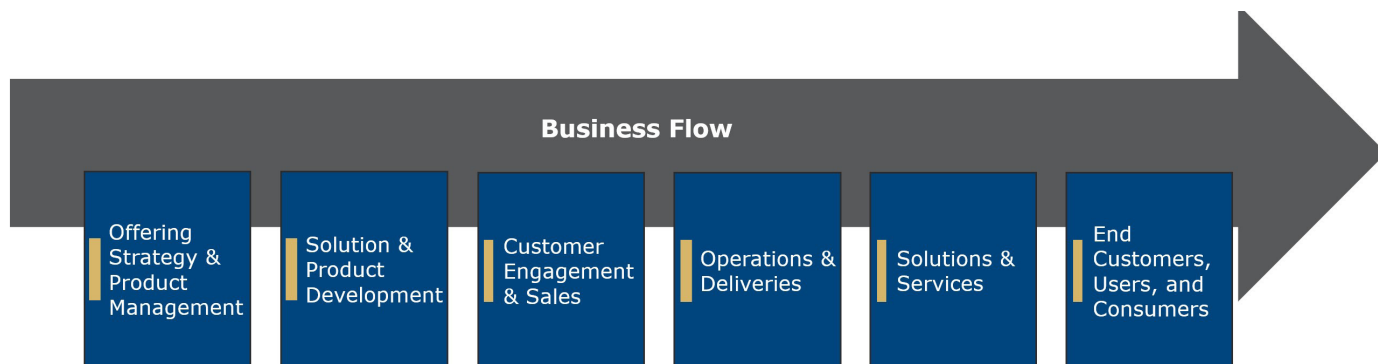 Business Flow
Offering
Strategy &
Product
Management
Solution &
Product
Development
Customer
Engagement
& Sales
Operations &
Deliveries
Solutions &
Services
End
Customers,
Users, and
Consumers